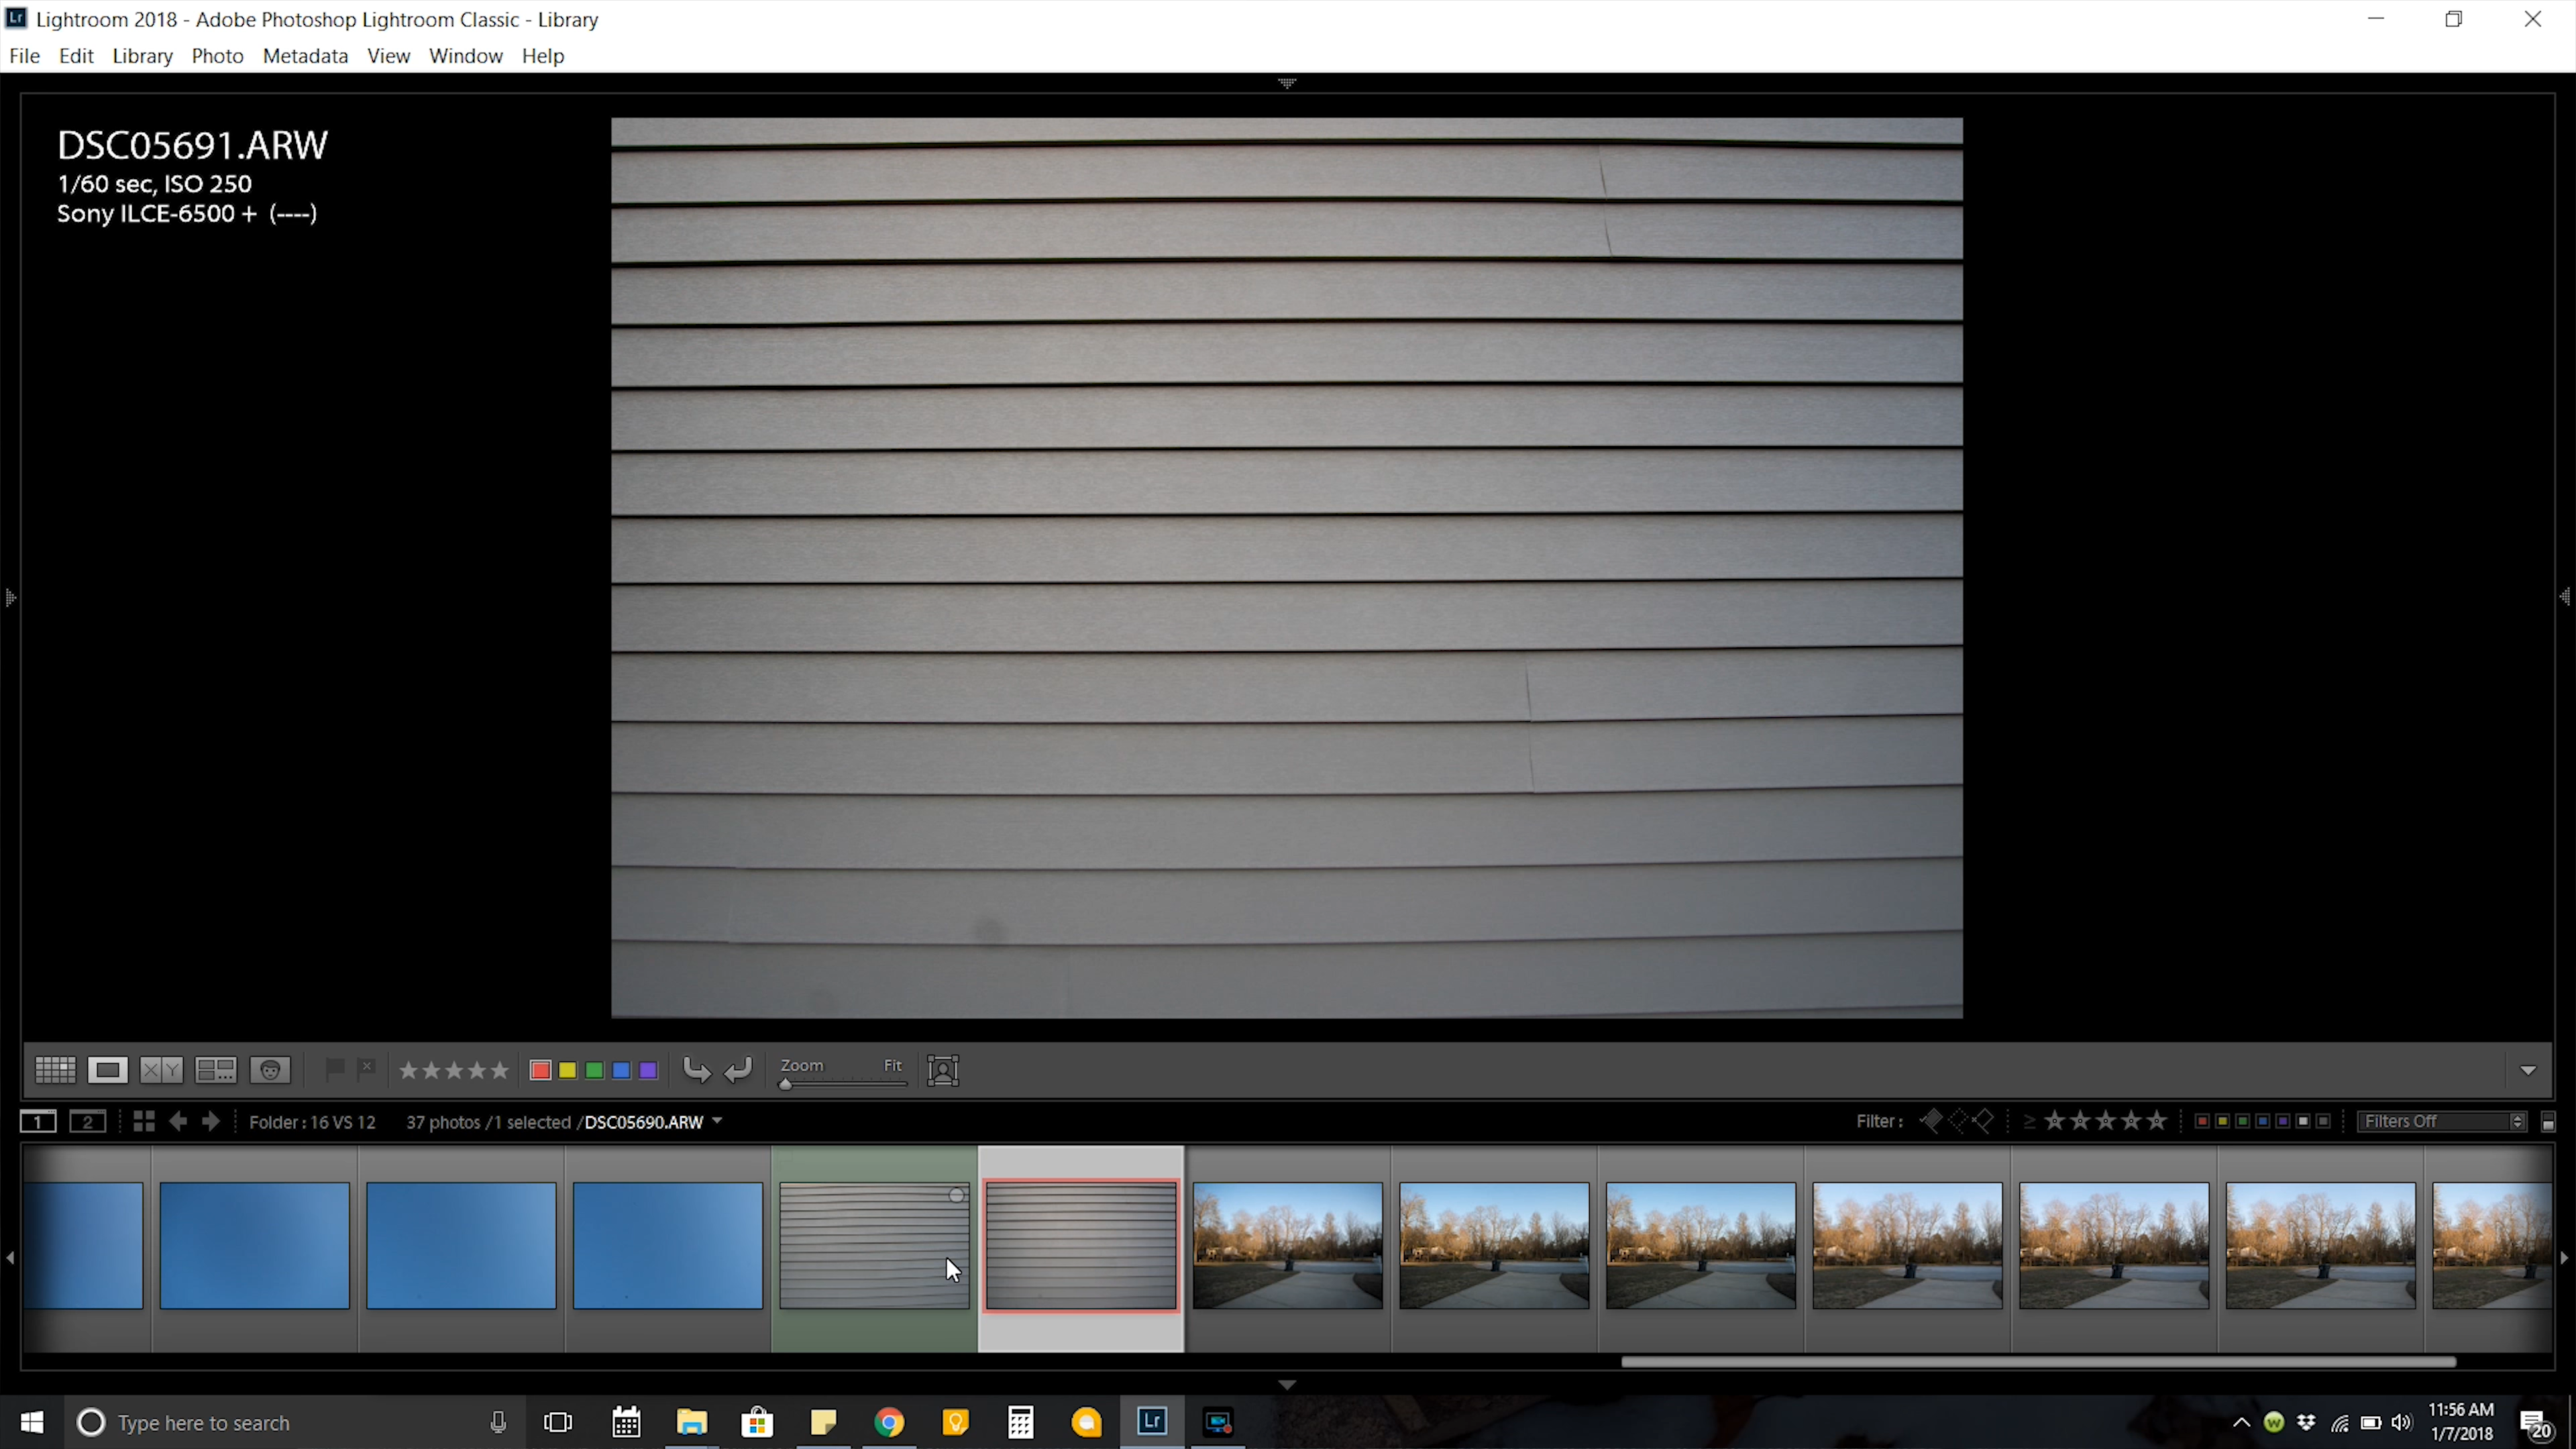 Lr Lightroom 2018 - Adobe Photoshop Lightroom Classic - Library
File Edit Library Photo Metadata View Window Help
DSC05691.ARW
1/60 sec, ISO 250
Sony ILCE-6500 + (----)
X Y Zoom Fit
1 2 Folder : 16 VS 12 37 photos /1 selected /DSC05690.ARW Filter : ≥ Filters Off
Type here to search Lr w 11:56 AM
1/7/2018
20